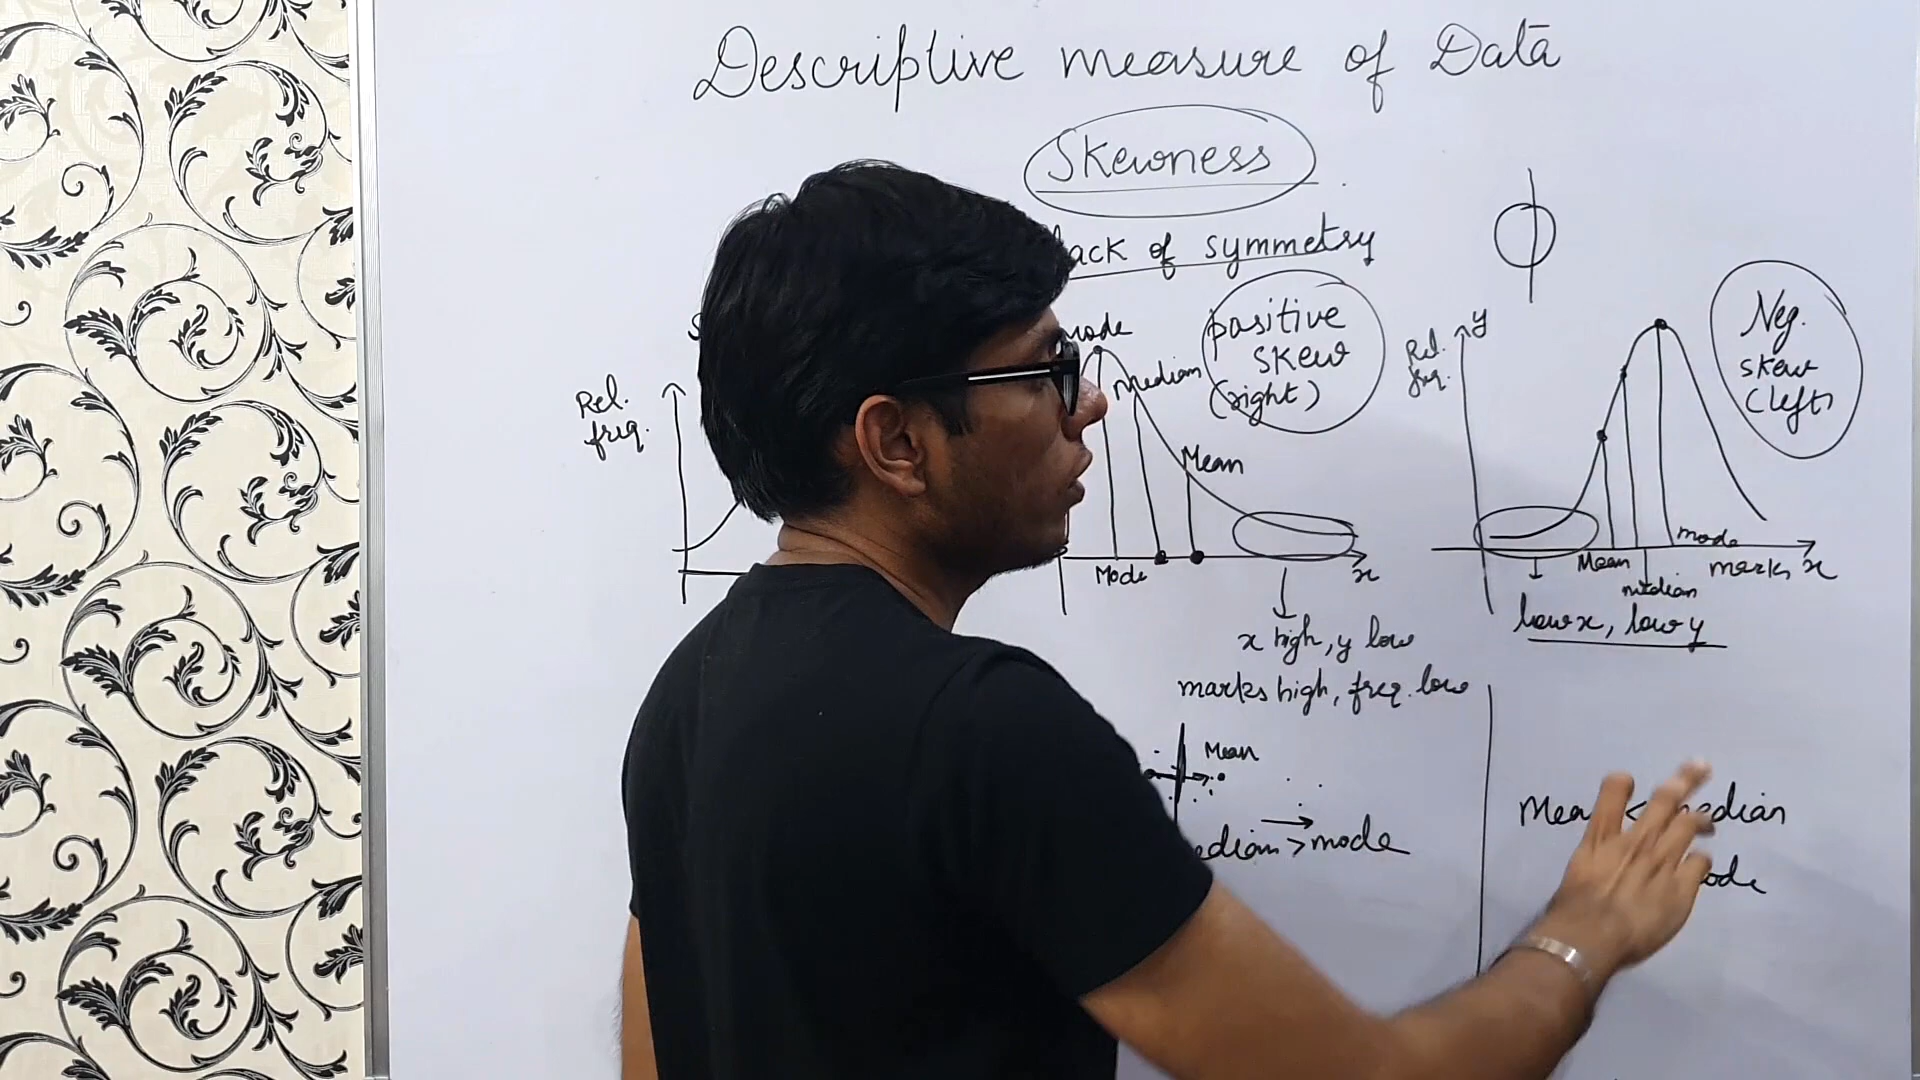 Descriptive measure of Data
Skewness
lack of symmetry
mode
positive
skew
(right)
median
Mean
Mode
x
Rel.
freq.
Rel.
freq.
y
Neg.
skew
(left)
mode
Mean
median
marks x
low x, low y
x high, y low
marks high, freq. low
Mean
median > mode
Mean < median
mode